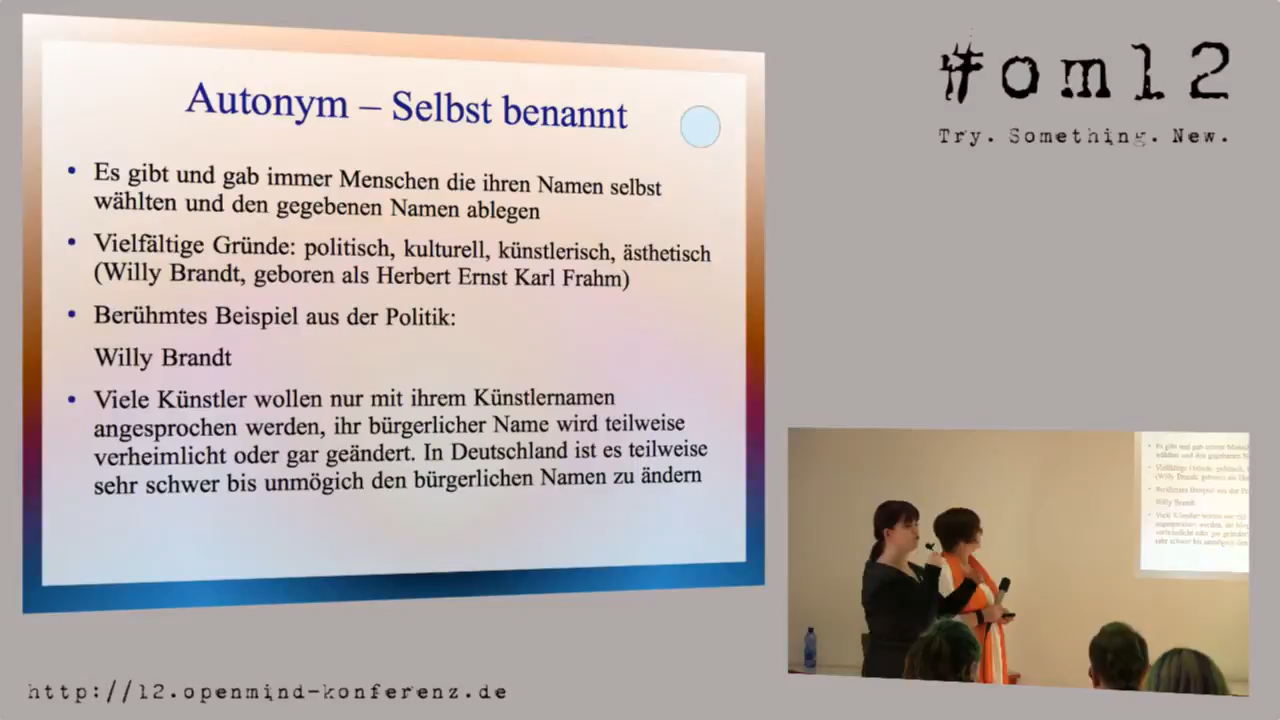 #om12
Try. Something. New.
Autonym – Selbst benannt
• Es gibt und gab immer Menschen die ihren Namen selbst
wählten und den gegebenen Namen ablegen
• Vielfältige Gründe: politisch, kulturell, künstlerisch, ästhetisch
(Willy Brandt, geboren als Herbert Ernst Karl Frahm)
• Berühmtes Beispiel aus der Politik:
Willy Brandt
• Viele Künstler wollen nur mit ihrem Künstlernamen
angesprochen werden, ihr bürgerlicher Name wird teilweise
verheimlicht oder gar geändert. In Deutschland ist es teilweise
sehr schwer bis unmögich den bürgerlichen Namen zu ändern
http://12.openmind-konferenz.de